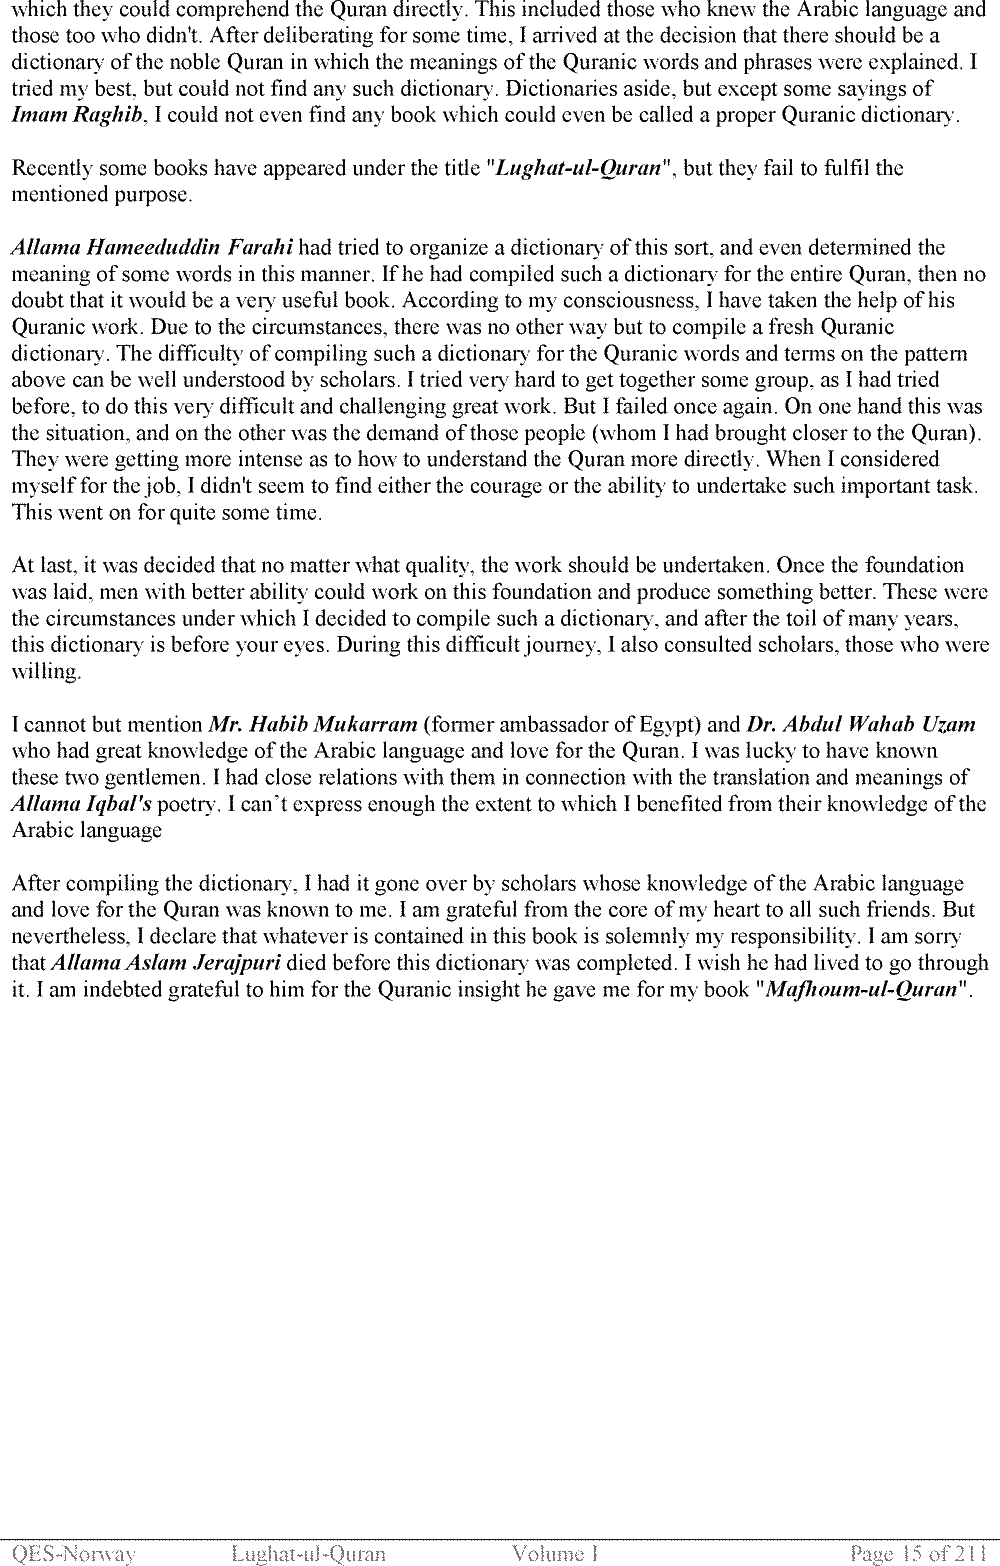 which they could comprehend the Quran directly. This included those who knew the Arabic language and
those too who didn't. After deliberating for some time, I arrived at the decision that there should be a
dictionary of the noble Quran in which the meanings of the Quranic words and phrases were explained. I
tried my best, but could not find any such dictionary. Dictionaries aside, but except some sayings of
Imam Raghib, I could not even find any book which could even be called a proper Quranic dictionary.
Recently some books have appeared under the title "Lughat-ul-Quran", but they fail to fulfil the
mentioned purpose.
Allama Hameeduddin Farahi had tried to organize a dictionary of this sort, and even determined the
meaning of some words in this manner. If he had compiled such a dictionary for the entire Quran, then no
doubt that it would be a very useful book. According to my consciousness, I have taken the help of his
Quranic work. Due to the circumstances, there was no other way but to compile a fresh Quranic
dictionary. The difficulty of compiling such a dictionary for the Quranic words and terms on the pattern
above can be well understood by scholars. I tried very hard to get together some group, as I had tried
before, to do this very difficult and challenging great work. But I failed once again. On one hand this was
the situation, and on the other was the demand of those people (whom I had brought closer to the Quran).
They were getting more intense as to how to understand the Quran more directly. When I considered
myself for the job, I didn't seem to find either the courage or the ability to undertake such important task.
This went on for quite some time.
At last, it was decided that no matter what quality, the work should be undertaken. Once the foundation
was laid, men with better ability could work on this foundation and produce something better. These were
the circumstances under which I decided to compile such a dictionary, and after the toil of many years,
this dictionary is before your eyes. During this difficult journey, I also consulted scholars, those who were
willing.
I cannot but mention Mr. Habib Mukarram (former ambassador of Egypt) and Dr. Abdul Wahab Uzam
who had great knowledge of the Arabic language and love for the Quran. I was lucky to have known
these two gentlemen. I had close relations with them in connection with the translation and meanings of
Allama Iqbal's poetry. I can’t express enough the extent to which I benefited from their knowledge of the
Arabic language
After compiling the dictionary, I had it gone over by scholars whose knowledge of the Arabic language
and love for the Quran was known to me. I am grateful from the core of my heart to all such friends. But
nevertheless, I declare that whatever is contained in this book is solemnly my responsibility. I am sorry
that Allama Aslam Jerajpuri died before this dictionary was completed. I wish he had lived to go through
it. I am indebted grateful to him for the Quranic insight he gave me for my book "Mafhoum-ul-Quran".
QES-Norway Lughat-ul-Quran Volume I Page 15 of 211